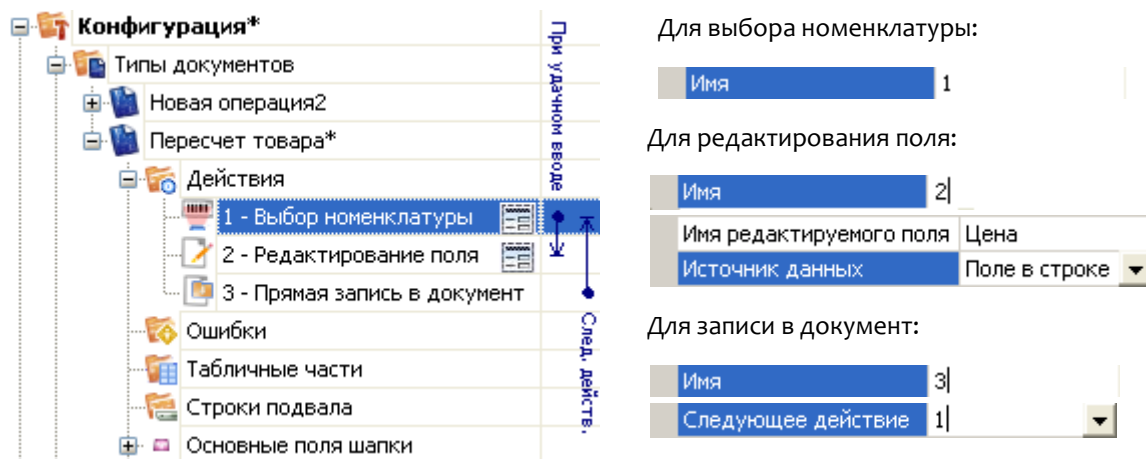 Конфигурация*
Типы документов
Новая операция2
Пересчет товара*
Действия
1 - Выбор номенклатуры
2 - Редактирование поля
3 - Прямая запись в документ
Ошибки
Табличные части
Строки подвала
Основные поля шапки
При удачном вводе
След. действ.
Для выбора номенклатуры:
Имя 1
Для редактирования поля:
Имя 2
Имя редактируемого поля Цена
Источник данных Поле в строке
Для записи в документ:
Имя 3
Следующее действие 1